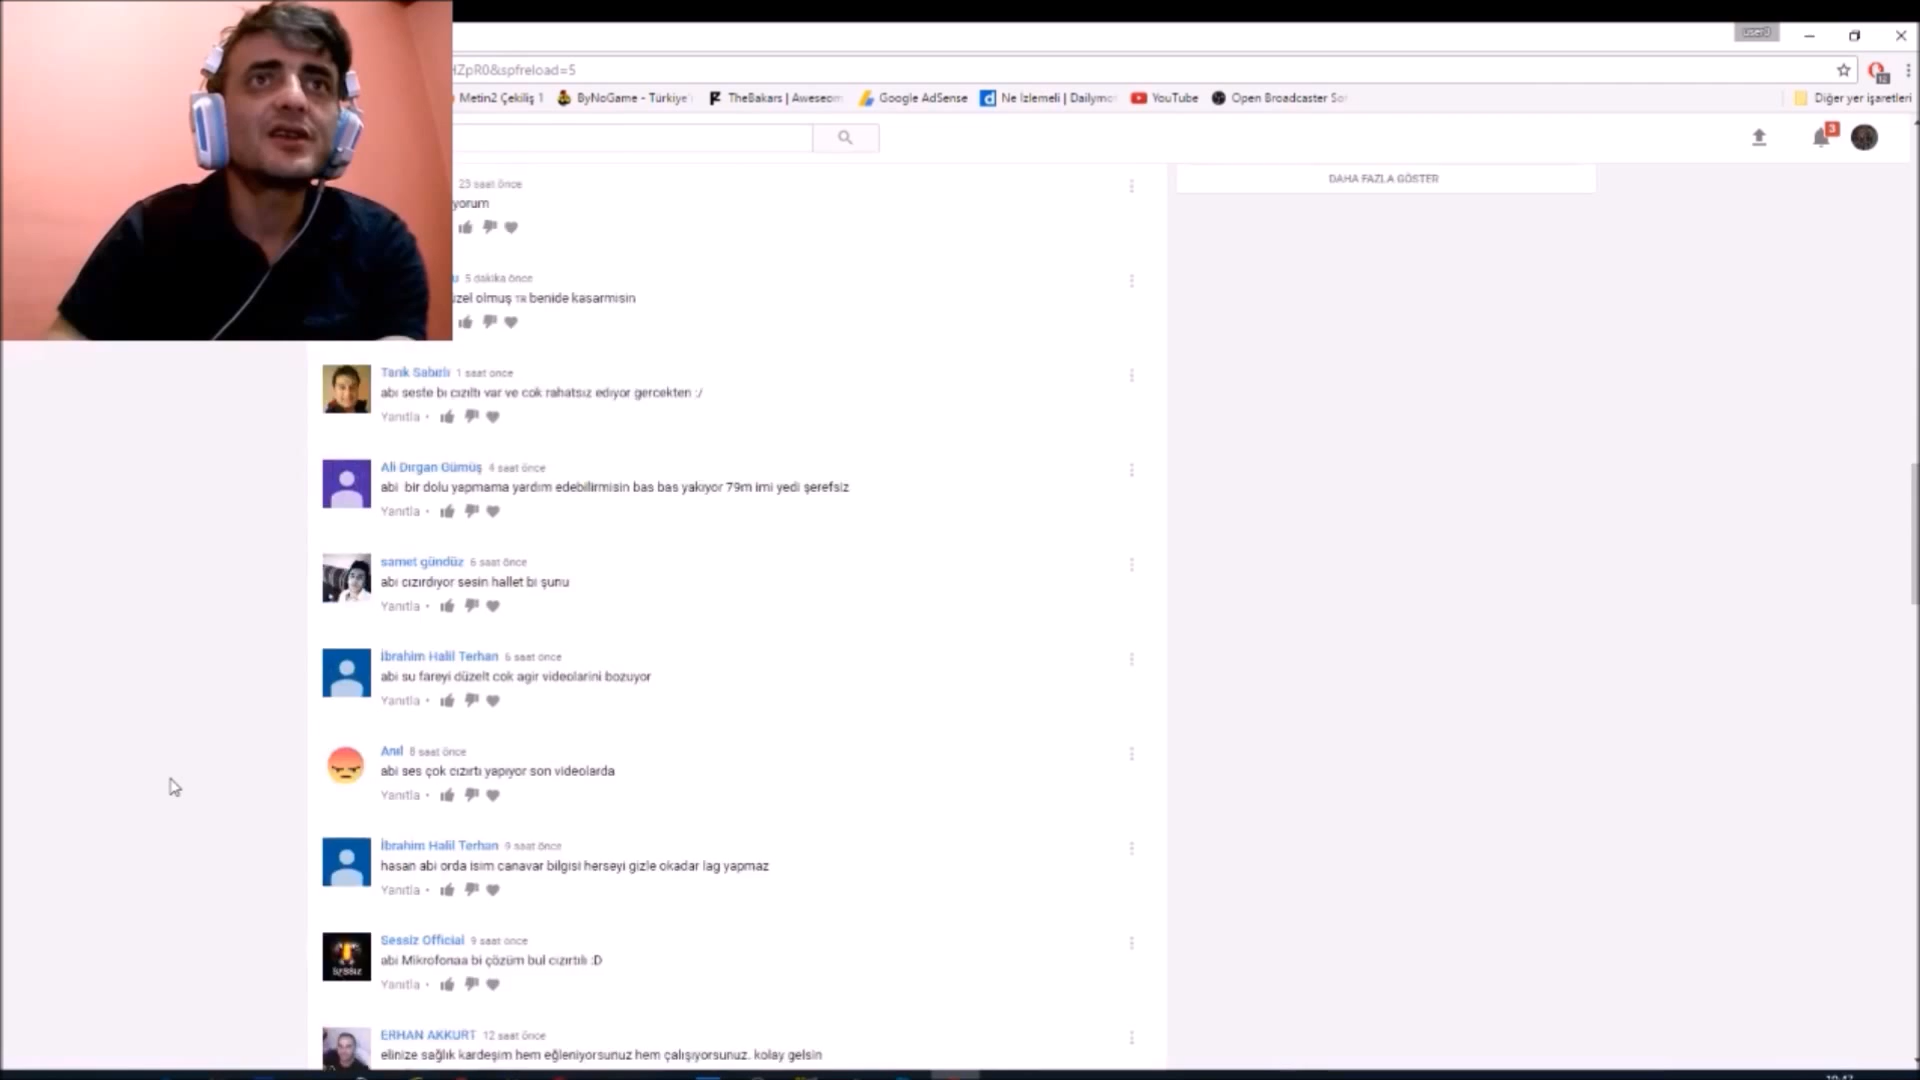 user0
HZpR0&spfreload=5
12
Metin2 Çekiliş 1
ByNoGame - Türkiye'
TheBakars | Aweseom
Google AdSense
Ne İzlemeli | Dailymo
YouTube
Open Broadcaster So
Diğer yer işaretleri
3
DAHA FAZLA GÖSTER
23 saat önce
yorum
u 5 dakika önce
üzel olmuş TR benide kasarmisin
Tarık Sabırlı 1 saat önce
abi seste bi cızıltı var ve cok rahatsız ediyor gercekten :/
Yanıtla •
Ali Dırgan Gümüş 4 saat önce
abi bir dolu yapmama yardım edebilirmisin bas bas yakıyor 79m imi yedi şerefsiz
Yanıtla •
samet gündüz 6 saat önce
abi cızırdıyor sesin hallet bi şunu
Yanıtla •
İbrahim Halil Terhan 6 saat önce
abi su fareyi düzelt cok agir videolarini bozuyor
Yanıtla •
Anıl 8 saat önce
abi ses çok cızırtı yapıyor son videolarda
Yanıtla •
İbrahim Halil Terhan 9 saat önce
hasan abi orda isim canavar bilgisi herseyi gizle okadar lag yapmaz
Yanıtla •
Sessiz Official 9 saat önce
abi Mikrofonaa bi çözüm bul cızırtılı :D
Yanıtla •
ERHAN AKKURT 12 saat önce
elinize sağlık kardeşim hem eğleniyorsunuz hem çalışıyorsunuz. kolay gelsin